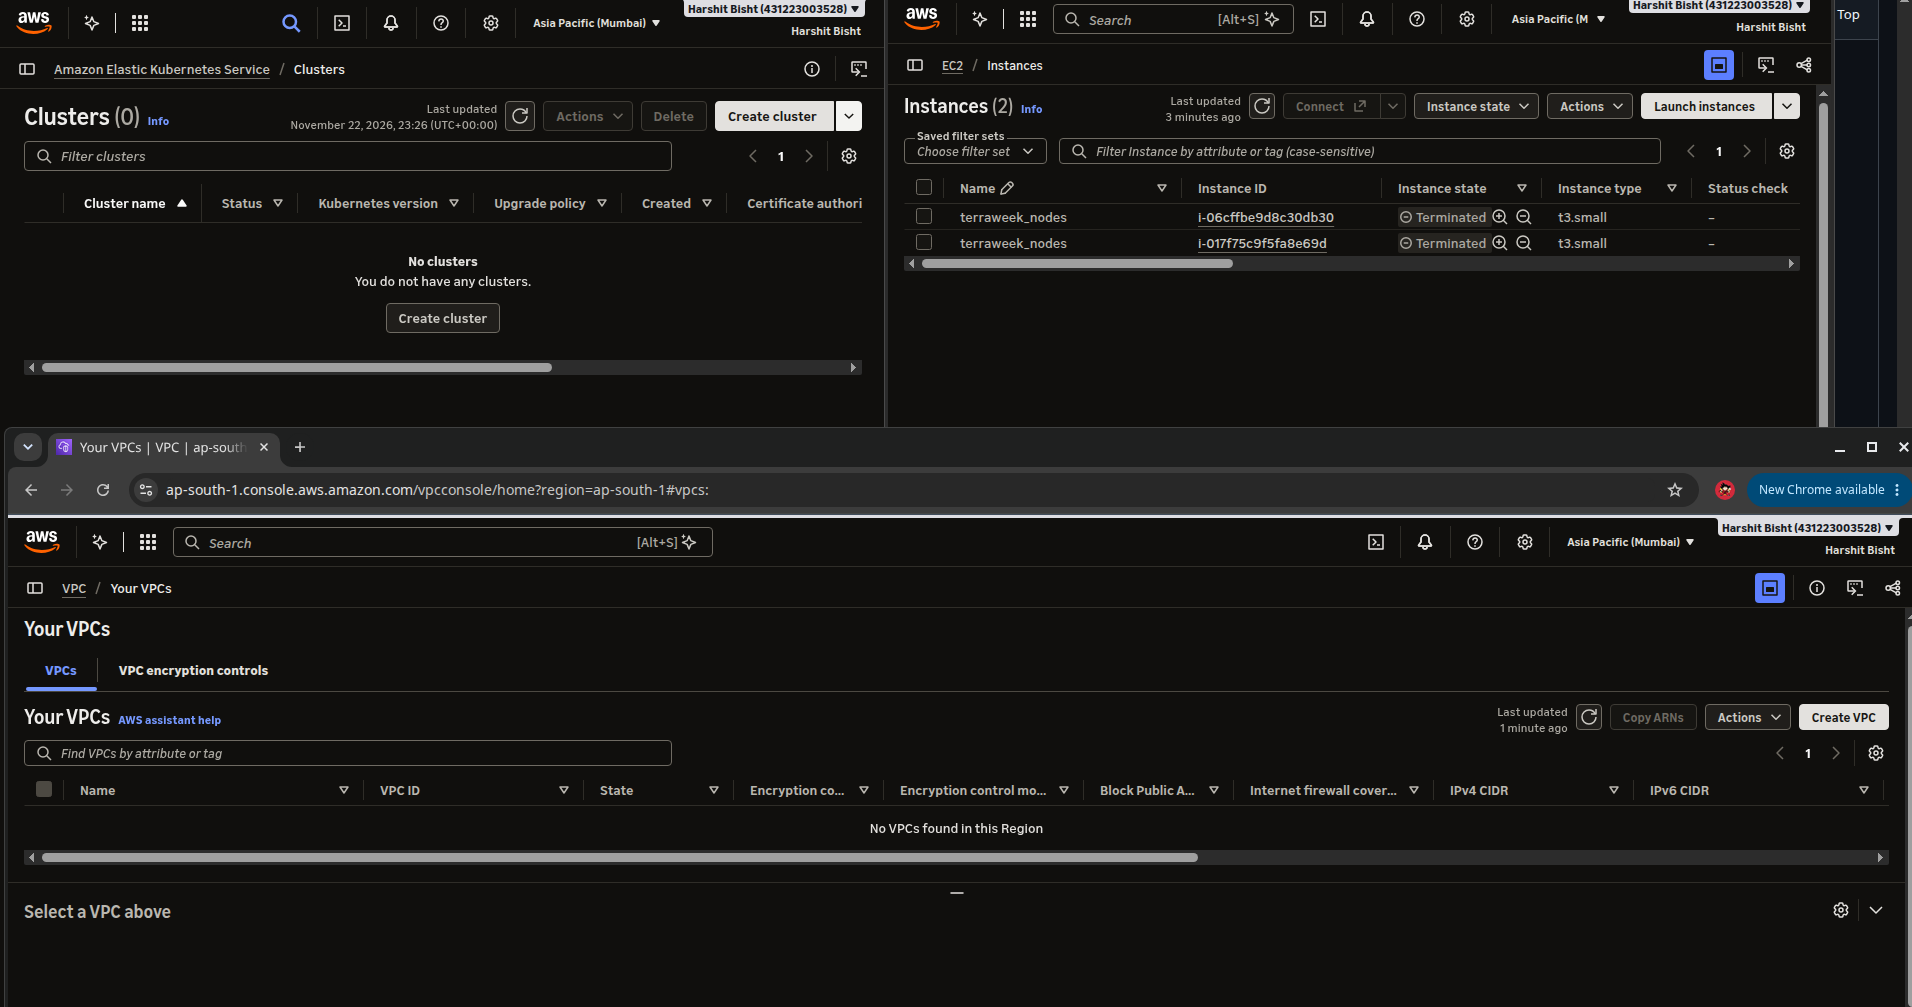 aws
Asia Pacific (Mumbai)
Harshit Bisht (431223003528)
Harshit Bisht
Amazon Elastic Kubernetes Service / Clusters
Clusters (0) Info
Last updated
November 22, 2026, 23:26 (UTC+00:00)
Actions
Delete
Create cluster
Filter clusters
1
Cluster name Status Kubernetes version Upgrade policy Created Certificate authori
No clusters
You do not have any clusters.
Create cluster
aws
Search [Alt+S]
Asia Pacific (M
Harshit Bisht (431223003528)
Harshit Bisht
Top
EC2 / Instances
Instances (2) Info
Last updated
3 minutes ago
Connect
Instance state
Actions
Launch instances
Saved filter sets
Choose filter set
Filter Instance by attribute or tag (case-sensitive)
1
Name Instance ID Instance state Instance type Status check
terraweek_nodes i-06cffbe9d8c30db30 Terminated t3.small –
terraweek_nodes i-017f75c9f5fa8e69d Terminated t3.small –
Your VPCs | VPC | ap-south
ap-south-1.console.aws.amazon.com/vpcconsole/home?region=ap-south-1#vpcs:
New Chrome available
aws
Search [Alt+S]
Asia Pacific (Mumbai)
Harshit Bisht (431223003528)
Harshit Bisht
VPC / Your VPCs
Your VPCs
VPCs VPC encryption controls
Your VPCs AWS assistant help
Last updated
1 minute ago
Copy ARNs
Actions
Create VPC
Find VPCs by attribute or tag
1
Name VPC ID State Encryption co... Encryption control mo... Block Public A... Internet firewall cover... IPv4 CIDR IPv6 CIDR
No VPCs found in this Region
Select a VPC above